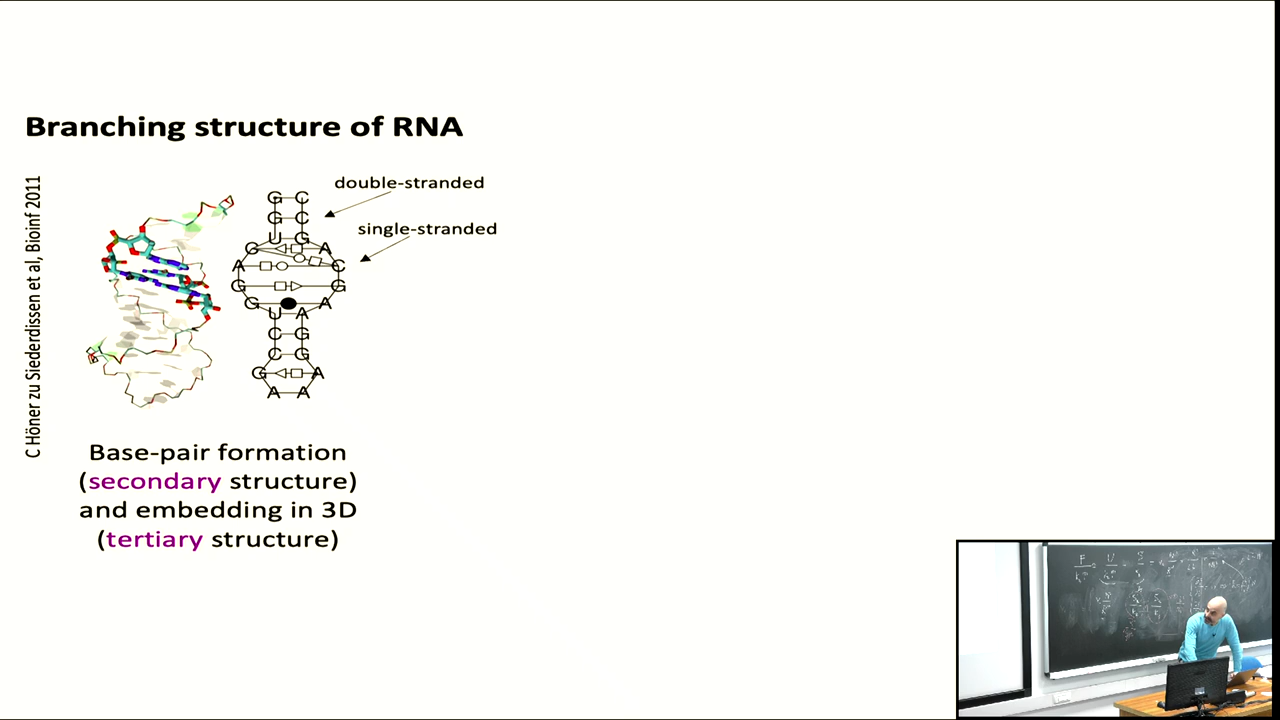 Branching structure of RNA
C Höner zu Siederdissen et al, Bioinf 2011
double-stranded
single-stranded
G C
G C
U G
G A
A C
G G
G A
U A
C G
C G
G A
A A
Base-pair formation
(secondary structure)
and embedding in 3D
(tertiary structure)